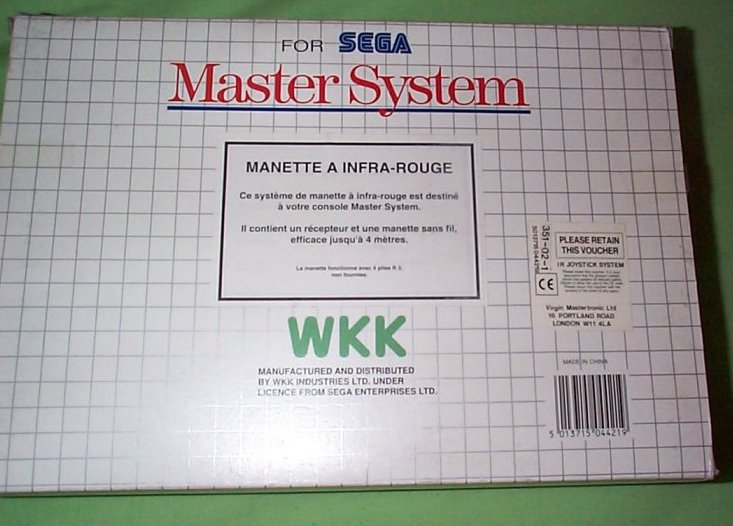 FOR SEGA
Master System
MANETTE A INFRA-ROUGE
Ce système de manette à infra-rouge est destiné
à votre console Master System.
Il contient un récepteur et une manette sans fil,
efficace jusqu'à 4 mètres.
La manette fonctionne avec 4 piles R 3,
non fournies.
351-02-1
CE
PLEASE RETAIN
THIS VOUCHER
IR JOYSTICK SYSTEM
Virgin Mastertronic Ltd
16 PORTLAND ROAD
LONDON W11 4LA
WKK
MANUFACTURED AND DISTRIBUTED
BY WKK INDUSTRIES LTD. UNDER
LICENCE FROM SEGA ENTERPRISES LTD.
MADE IN CHINA
5 013715 044219